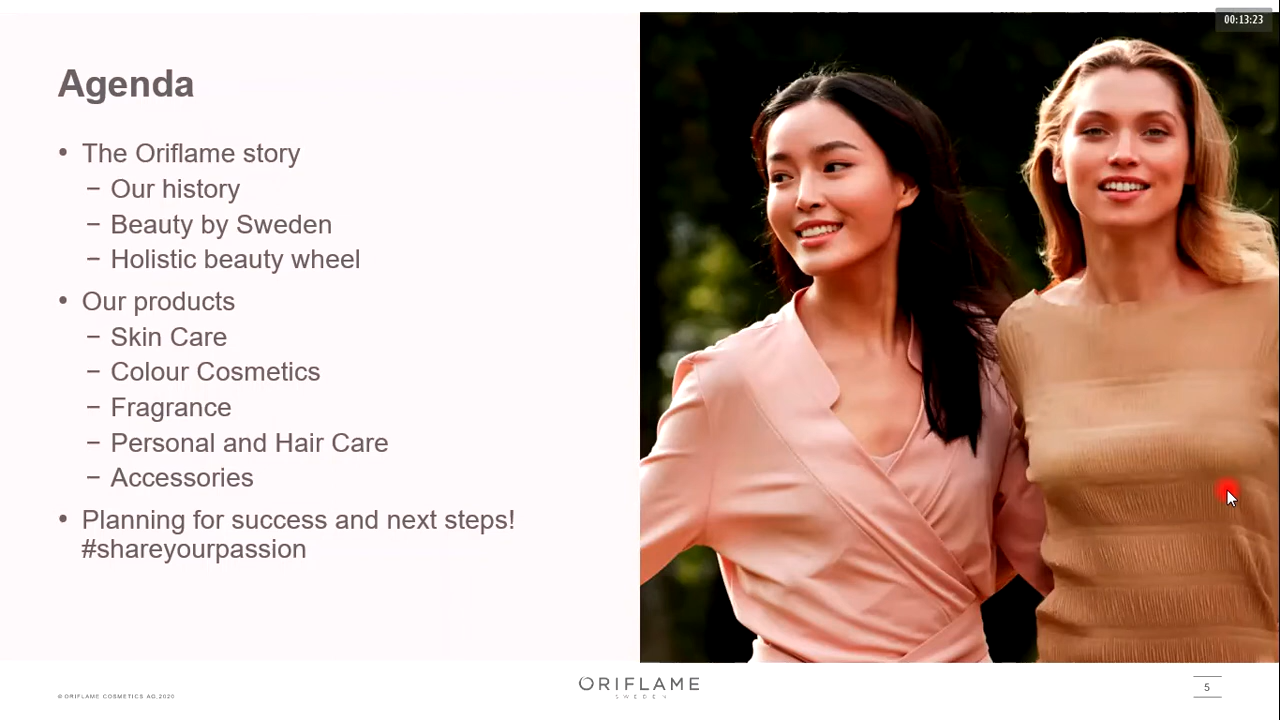 00:13:23
Agenda
• The Oriflame story
– Our history
– Beauty by Sweden
– Holistic beauty wheel
• Our products
– Skin Care
– Colour Cosmetics
– Fragrance
– Personal and Hair Care
– Accessories
• Planning for success and next steps!
#shareyourpassion
© ORIFLAME COSMETICS AG,2020
ORIFLAME
SWEDEN
5